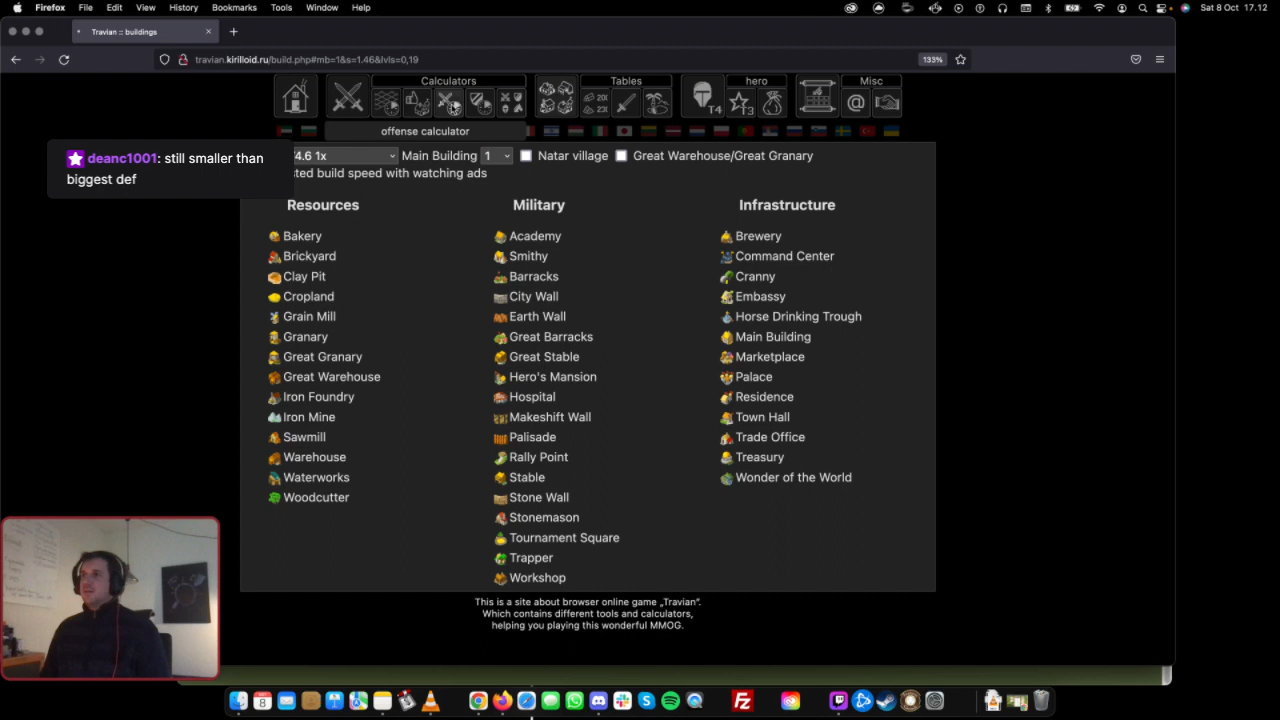 Firefox File Edit View History Bookmarks Tools Window Help
Sat 8 Oct 17.12
Travian :: buildings
travian.kirilloid.ru/build.php#mb=1&s=1.46&lvls=0,19
133%
Calculators
Tables
hero
Misc
T4
T3
offense calculator
deanc1001: still smaller than
biggest def
4.6 1x Main Building 1 Natar village Great Warehouse/Great Granary
ted build speed with watching ads
Resources
Bakery
Brickyard
Clay Pit
Cropland
Grain Mill
Granary
Great Granary
Great Warehouse
Iron Foundry
Iron Mine
Sawmill
Warehouse
Waterworks
Woodcutter
Military
Academy
Smithy
Barracks
City Wall
Earth Wall
Great Barracks
Great Stable
Hero's Mansion
Hospital
Makeshift Wall
Palisade
Rally Point
Stable
Stone Wall
Stonemason
Tournament Square
Trapper
Workshop
Infrastructure
Brewery
Command Center
Cranny
Embassy
Horse Drinking Trough
Main Building
Marketplace
Palace
Residence
Town Hall
Trade Office
Treasury
Wonder of the World
This is a site about browser online game „Travian“.
Which contains different tools and calculators,
helping you playing this wonderful MMOG.